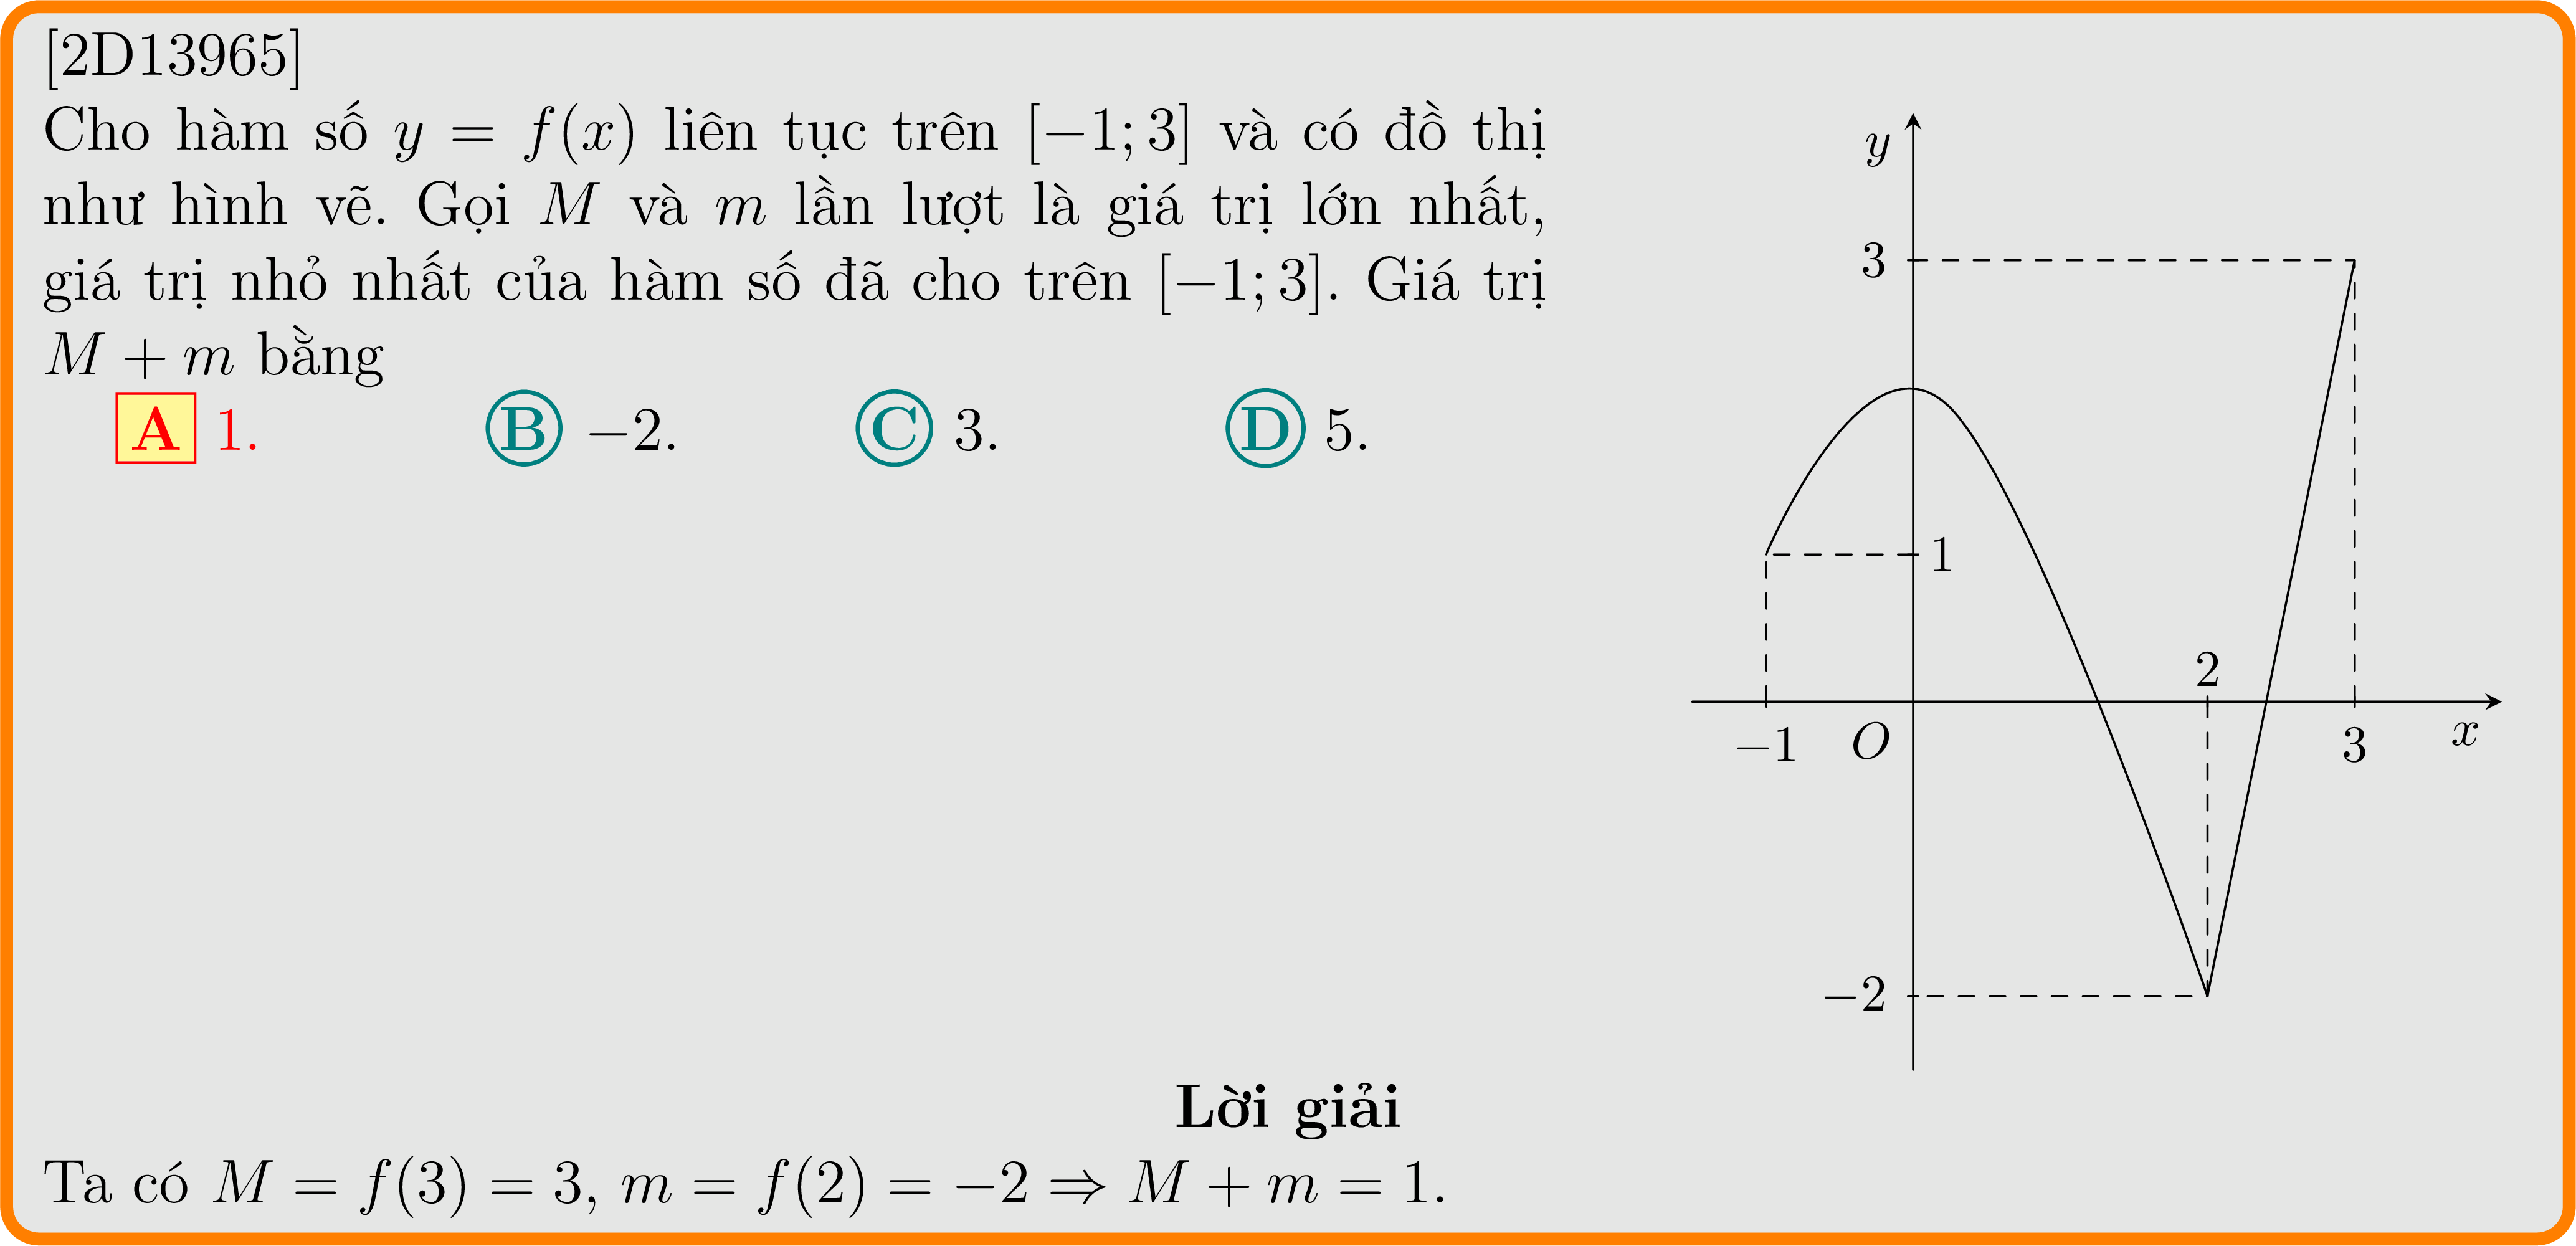 [2D13965]
Cho hàm số y = f(x) liên tục trên [−1; 3] và có đồ thị
như hình vẽ. Gọi M và m lần lượt là giá trị lớn nhất,
giá trị nhỏ nhất của hàm số đã cho trên [−1; 3]. Giá trị
M + m bằng
A 1. B −2. C 3. D 5.
y
3
1
2
−1 O 3 x
−2
Lời giải
Ta có M = f(3) = 3, m = f(2) = −2 ⇒ M + m = 1.